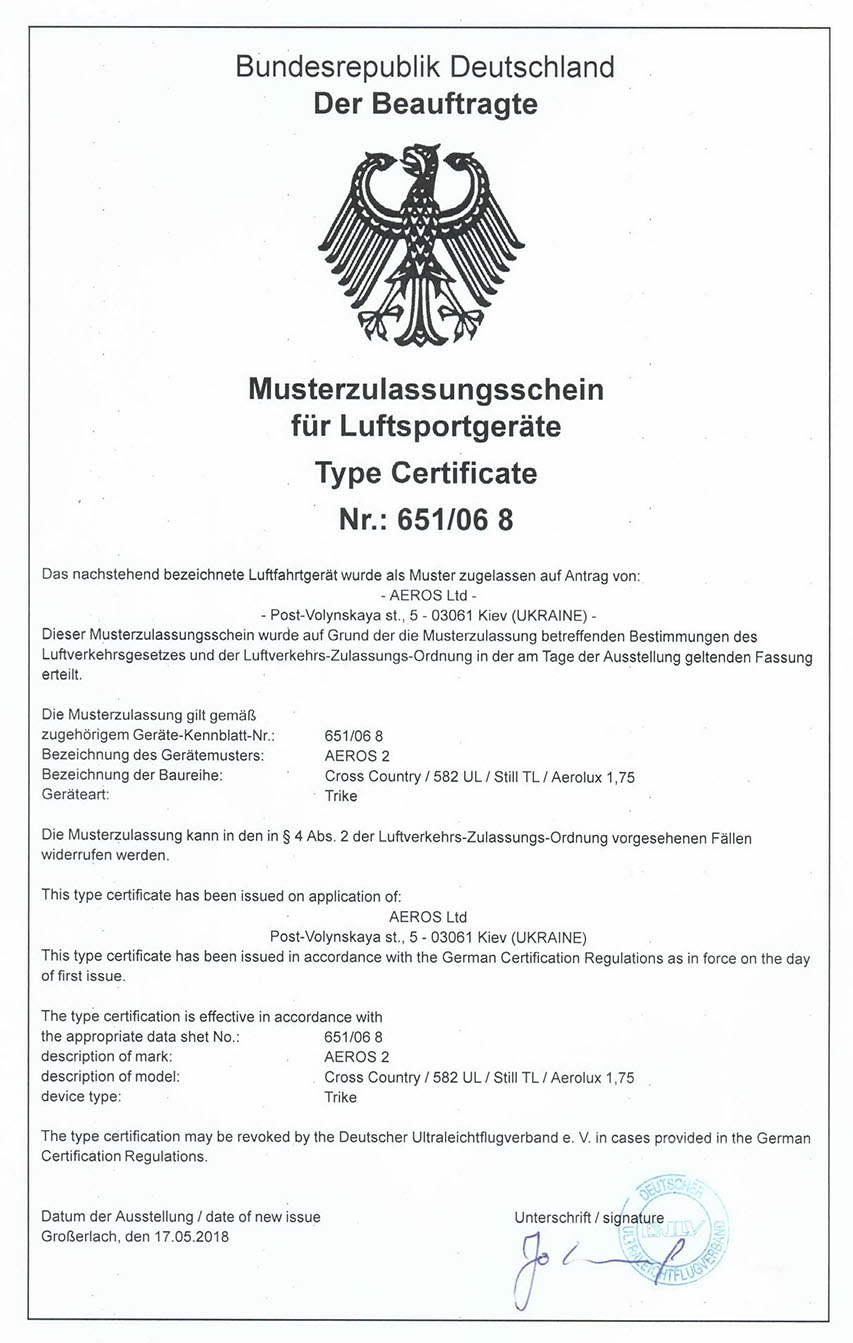 Bundesrepublik Deutschland
Der Beauftragte
Musterzulassungsschein
für Luftsportgeräte
Type Certificate
Nr.: 651/06 8
Das nachstehend bezeichnete Luftfahrtgerät wurde als Muster zugelassen auf Antrag von:
- AEROS Ltd -
- Post-Volynskaya st., 5 - 03061 Kiev (UKRAINE) -
Dieser Musterzulassungsschein wurde auf Grund der die Musterzulassung betreffenden Bestimmungen des
Luftverkehrsgesetzes und der Luftverkehrs-Zulassungs-Ordnung in der am Tage der Ausstellung geltenden Fassung
erteilt.
Die Musterzulassung gilt gemäß
zugehörigem Geräte-Kennblatt-Nr.: 651/06 8
Bezeichnung des Gerätemusters: AEROS 2
Bezeichnung der Baureihe: Cross Country / 582 UL / Still TL / Aerolux 1,75
Geräteart: Trike
Die Musterzulassung kann in den in § 4 Abs. 2 der Luftverkehrs-Zulassungs-Ordnung vorgesehenen Fällen
widerrufen werden.
This type certificate has been issued on application of:
AEROS Ltd
Post-Volynskaya st., 5 - 03061 Kiev (UKRAINE)
This type certificate has been issued in accordance with the German Certification Regulations as in force on the day
of first issue.
The type certification is effective in accordance with
the appropriate data shet No.: 651/06 8
description of mark: AEROS 2
description of model: Cross Country / 582 UL / Still TL / Aerolux 1,75
device type: Trike
The type certification may be revoked by the Deutscher Ultraleichtflugverband e. V. in cases provided in the German
Certification Regulations.
Datum der Ausstellung / date of new issue
Großerlach, den 17.05.2018
Unterschrift / signature
DEUTSCHER
DULV
ULTRALEICHTFLUGVERBAND